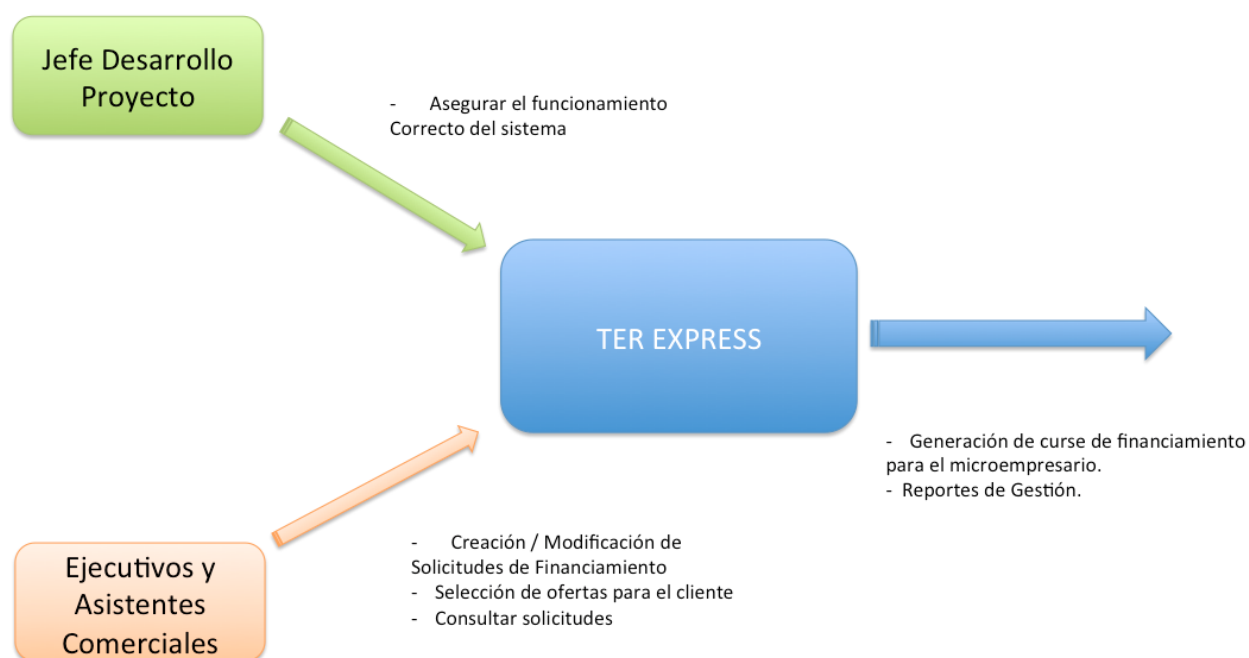 Jefe Desarrollo
Proyecto
- Asegurar el funcionamiento
Correcto del sistema
TER EXPRESS
- Generación de curse de financiamiento
para el microempresario.
- Reportes de Gestión.
Ejecutivos y
Asistentes
Comerciales
- Creación / Modificación de
Solicitudes de Financiamiento
- Selección de ofertas para el cliente
- Consultar solicitudes